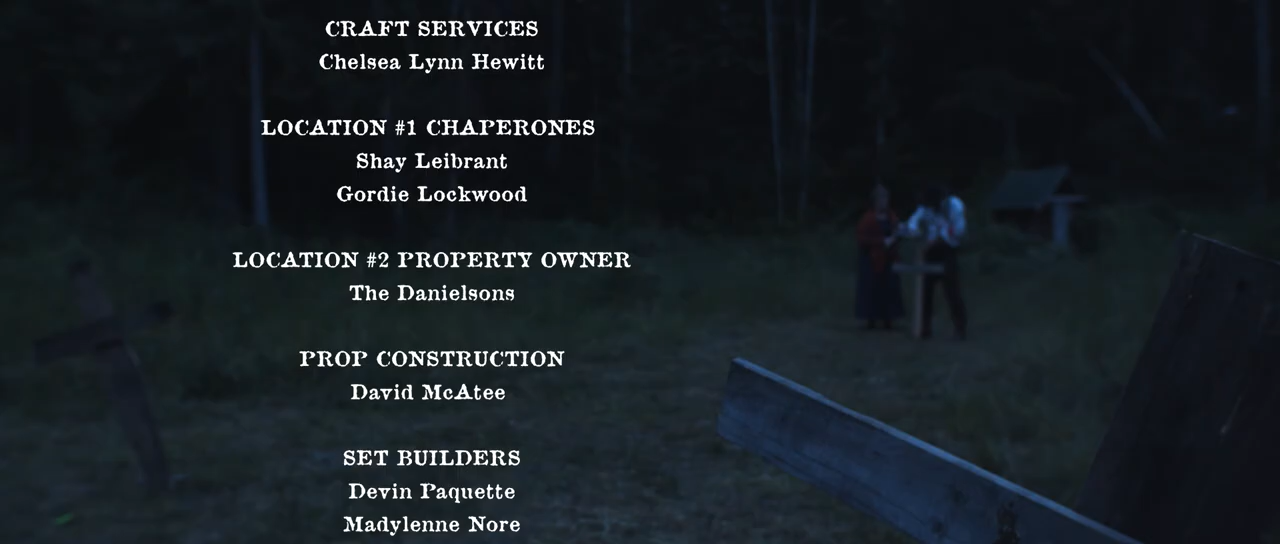 CRAFT SERVICES
Chelsea Lynn Hewitt
LOCATION #1 CHAPERONES
Shay Leibrant
Gordie Lockwood
LOCATION #2 PROPERTY OWNER
The Danielsons
PROP CONSTRUCTION
David McAtee
SET BUILDERS
Devin Paquette
Madylenne Nore